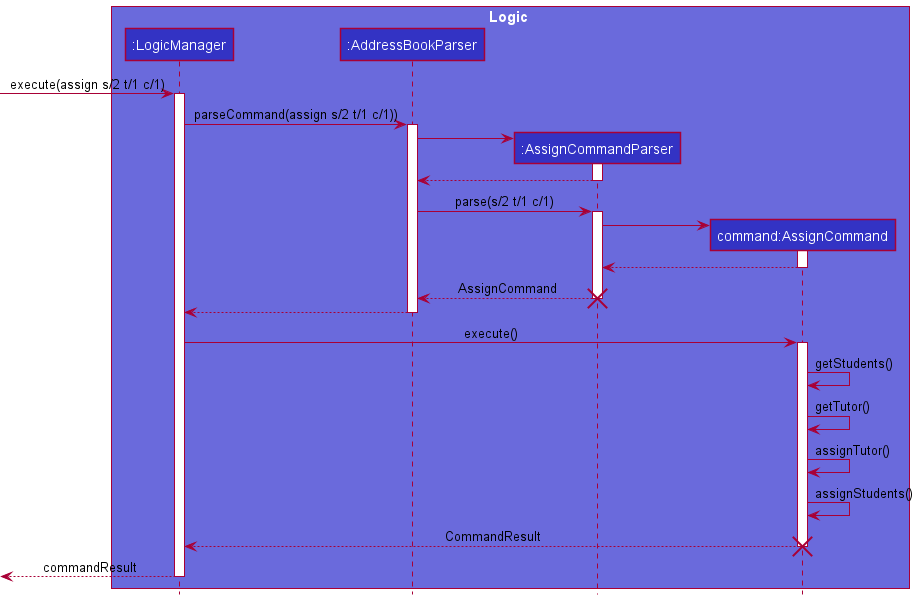 Logic
:LogicManager
:AddressBookParser
execute(assign s/2 t/1 c/1)
parseCommand(assign s/2 t/1 c/1))
:AssignCommandParser
parse(s/2 t/1 c/1)
command:AssignCommand
AssignCommand
execute()
getStudents()
getTutor()
assignTutor()
assignStudents()
CommandResult
commandResult